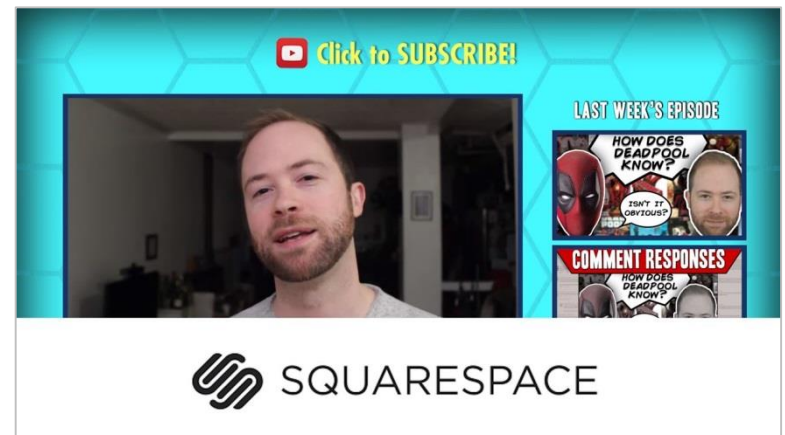 Click to SUBSCRIBE!
LAST WEEK'S EPISODE
HOW DOES
DEADPOOL
KNOW?
ISN'T IT
OBVIOUS?
COMMENT RESPONSES
HOW DOES
DEADPOOL
KNOW?
SQUARESPACE